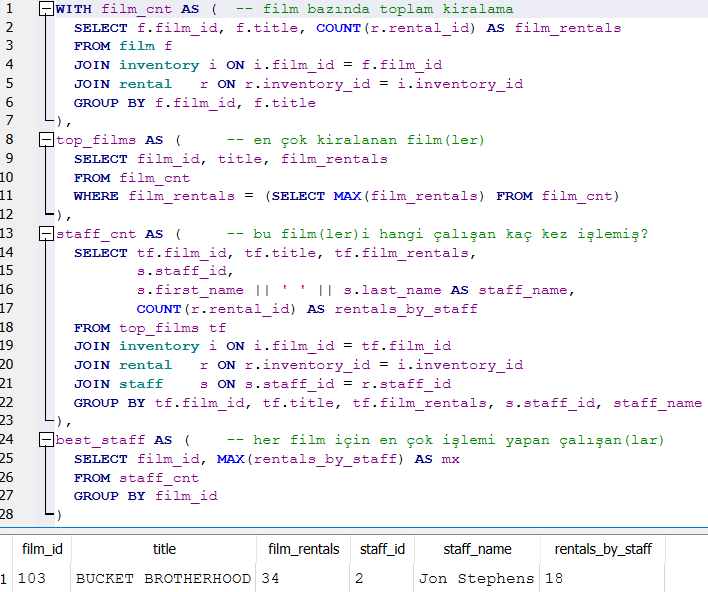 1 WITH film_cnt AS (  -- film bazında toplam kiralama
2   SELECT f.film_id, f.title, COUNT(r.rental_id) AS film_rentals
3   FROM film f
4   JOIN inventory i ON i.film_id = f.film_id
5   JOIN rental   r ON r.inventory_id = i.inventory_id
6   GROUP BY f.film_id, f.title
7 ),
8 top_films AS (     -- en çok kiralanan film(ler)
9   SELECT film_id, title, film_rentals
10   FROM film_cnt
11   WHERE film_rentals = (SELECT MAX(film_rentals) FROM film_cnt)
12 ),
13 staff_cnt AS (     -- bu film(ler)i hangi çalışan kaç kez işlemiş?
14   SELECT tf.film_id, tf.title, tf.film_rentals,
15          s.staff_id,
16          s.first_name || ' ' || s.last_name AS staff_name,
17          COUNT(r.rental_id) AS rentals_by_staff
18   FROM top_films tf
19   JOIN inventory i ON i.film_id = tf.film_id
20   JOIN rental   r ON r.inventory_id = i.inventory_id
21   JOIN staff    s ON s.staff_id = r.staff_id
22   GROUP BY tf.film_id, tf.title, tf.film_rentals, s.staff_id, staff_name
23 ),
24 best_staff AS (    -- her film için en çok işlemi yapan çalışan(lar)
25   SELECT film_id, MAX(rentals_by_staff) AS mx
26   FROM staff_cnt
27   GROUP BY film_id
28 )
film_id title film_rentals staff_id staff_name rentals_by_staff
1 103 BUCKET BROTHERHOOD 34 2 Jon Stephens 18